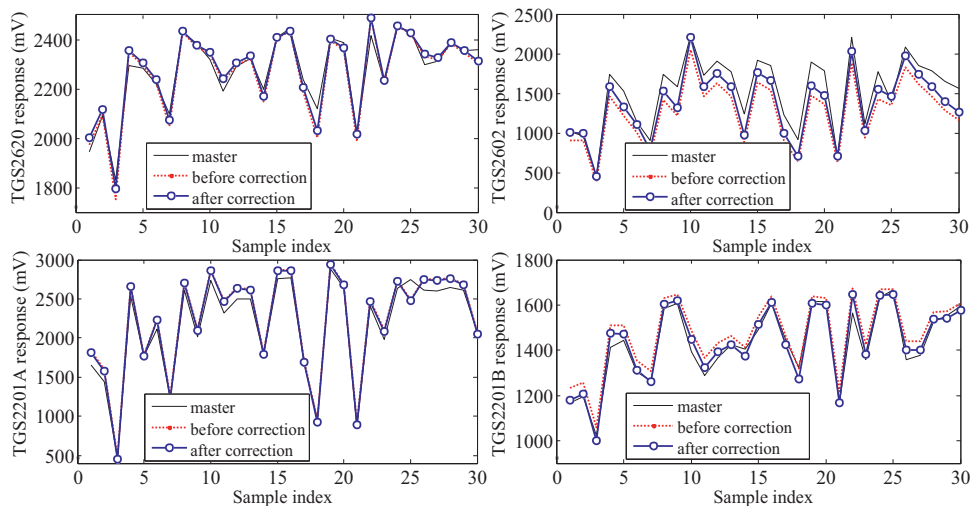 TGS2620 response (mV)
2400
2200
2000
1800
master
before correction
after correction
0 5 10 15 20 25 30
Sample index
TGS2602 response (mV)
2500
2000
1500
1000
500
0
master
before correction
after correction
0 5 10 15 20 25 30
Sample index
TGS2201A response (mV)
3000
2500
2000
1500
1000
500
master
before correction
after correction
0 5 10 15 20 25 30
Sample index
TGS2201B response (mV)
1800
1600
1400
1200
1000
master
before correction
after correction
0 5 10 15 20 25 30
Sample index